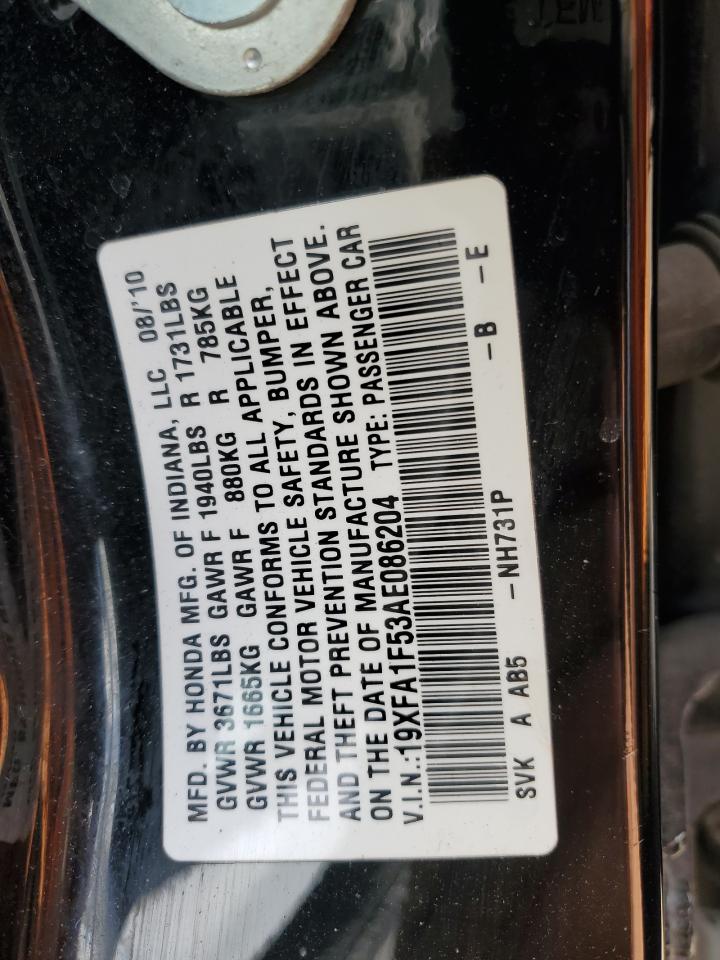 MFD. BY HONDA MFG. OF INDIANA, LLC 08/'10
GVWR 3671LBS GAWR F 1940LBS R 1731LBS
GVWR 1665KG GAWR F 880KG R 785KG
THIS VEHICLE CONFORMS TO ALL APPLICABLE
FEDERAL MOTOR VEHICLE SAFETY, BUMPER,
AND THEFT PREVENTION STANDARDS IN EFFECT
ON THE DATE OF MANUFACTURE SHOWN ABOVE.
V.I.N.:19XFA1F53AE086204 TYPE: PASSENGER CAR
SVK A AB5 -NH731P -B -E